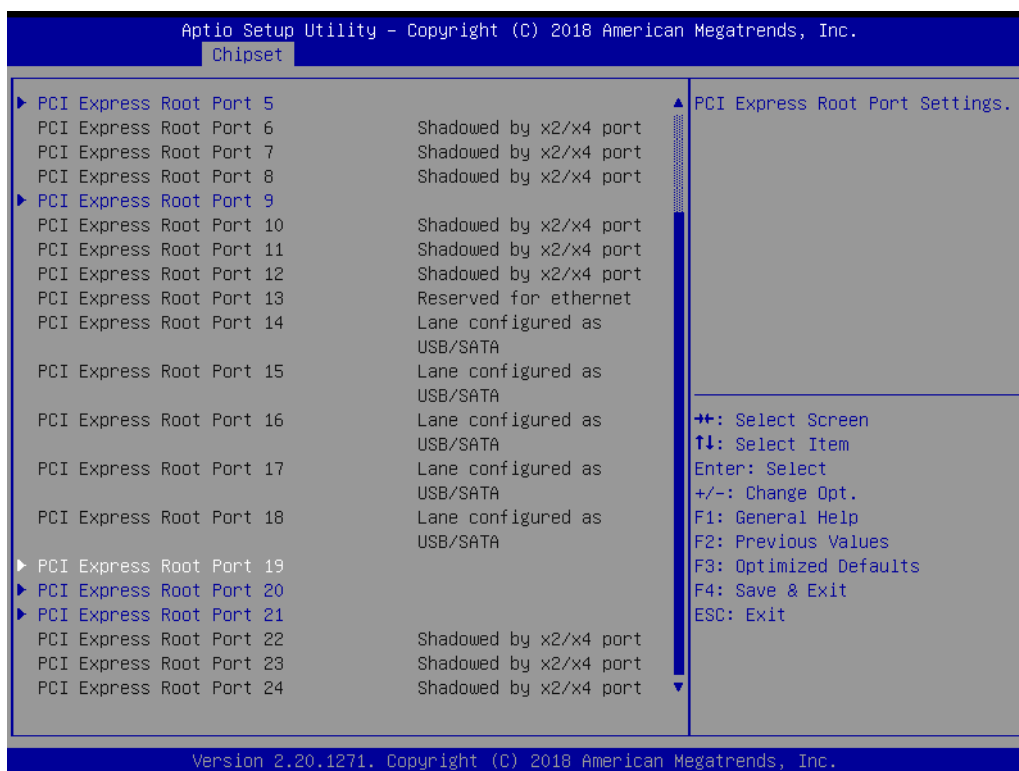 Aptio Setup Utility – Copyright (C) 2018 American Megatrends, Inc.
Chipset
PCI Express Root Port 5
PCI Express Root Port 6 Shadowed by x2/x4 port
PCI Express Root Port 7 Shadowed by x2/x4 port
PCI Express Root Port 8 Shadowed by x2/x4 port
PCI Express Root Port 9
PCI Express Root Port 10 Shadowed by x2/x4 port
PCI Express Root Port 11 Shadowed by x2/x4 port
PCI Express Root Port 12 Shadowed by x2/x4 port
PCI Express Root Port 13 Reserved for ethernet
PCI Express Root Port 14 Lane configured as
USB/SATA
PCI Express Root Port 15 Lane configured as
USB/SATA
PCI Express Root Port 16 Lane configured as
USB/SATA
PCI Express Root Port 17 Lane configured as
USB/SATA
PCI Express Root Port 18 Lane configured as
USB/SATA
PCI Express Root Port 19
PCI Express Root Port 20
PCI Express Root Port 21
PCI Express Root Port 22 Shadowed by x2/x4 port
PCI Express Root Port 23 Shadowed by x2/x4 port
PCI Express Root Port 24 Shadowed by x2/x4 port
PCI Express Root Port Settings.
→←: Select Screen
↑↓: Select Item
Enter: Select
+/-: Change Opt.
F1: General Help
F2: Previous Values
F3: Optimized Defaults
F4: Save & Exit
ESC: Exit
Version 2.20.1271. Copyright (C) 2018 American Megatrends, Inc.